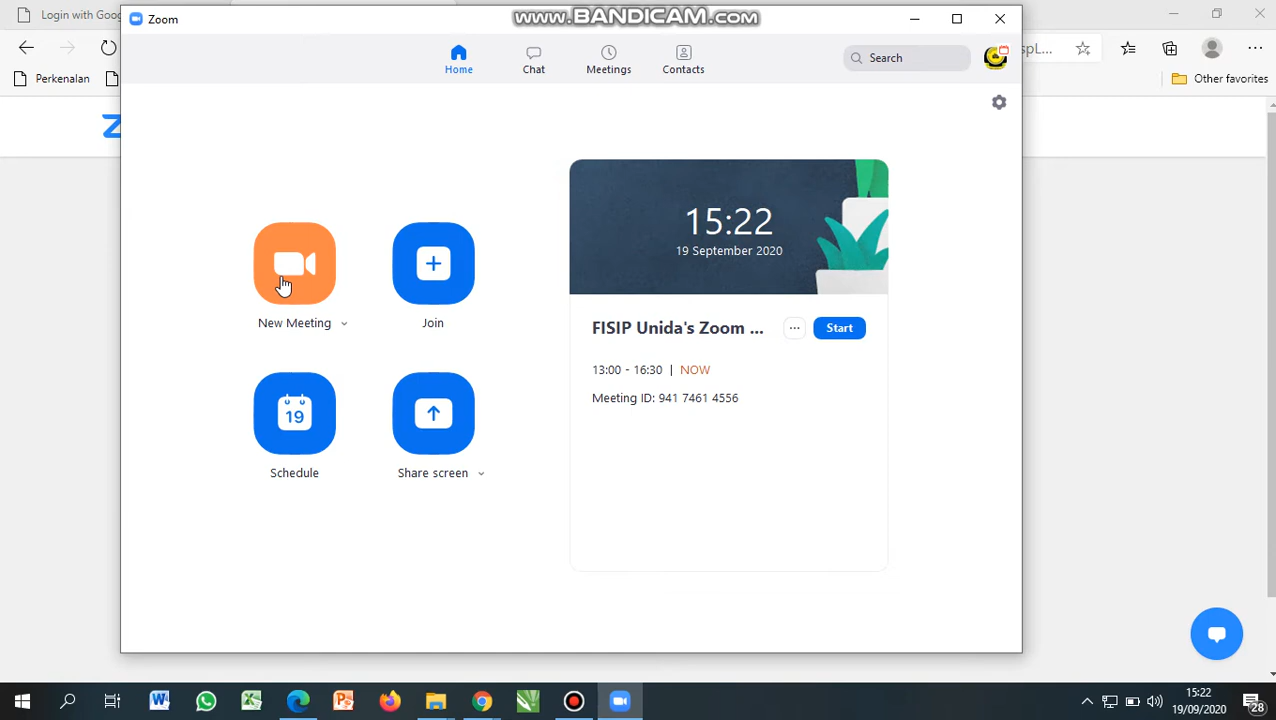 Login with Goog
www.BANDICAM.com
Zoom
Home
Chat
Meetings
Contacts
Search
spL...
Perkenalan
Other favorites
15:22
19 September 2020
FISIP Unida's Zoom ...
Start
13:00 - 16:30 | NOW
Meeting ID: 941 7461 4556
New Meeting
Join
19
Schedule
Share screen
15:22
19/09/2020
28